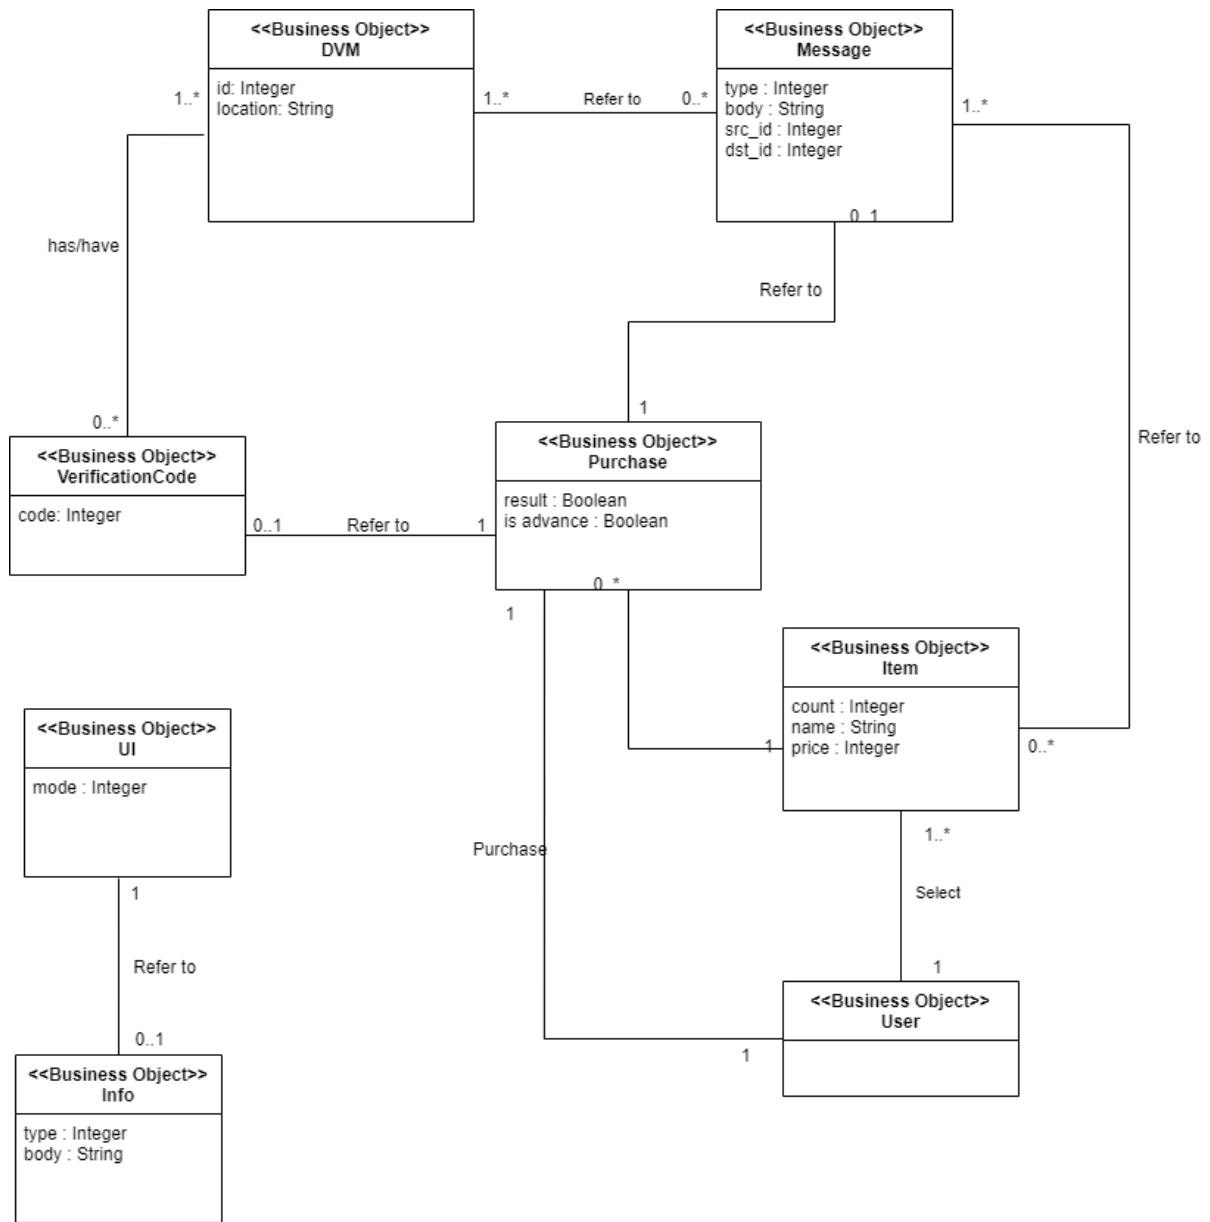 <<Business Object>>
DVM
id: Integer
location: String
<<Business Object>>
Message
type : Integer
body : String
src_id : Integer
dst_id : Integer
1..*
1..*
Refer to
0..*
1..*
0..1
has/have
Refer to
0..*
1
Refer to
<<Business Object>>
VerificationCode
code: Integer
<<Business Object>>
Purchase
result : Boolean
is advance : Boolean
0..1
Refer to
1
0..*
1
<<Business Object>>
Item
count : Integer
name : String
price : Integer
1
0..*
<<Business Object>>
UI
mode : Integer
1..*
Purchase
1
Select
Refer to
1
0..1
1
<<Business Object>>
User
<<Business Object>>
Info
type : Integer
body : String